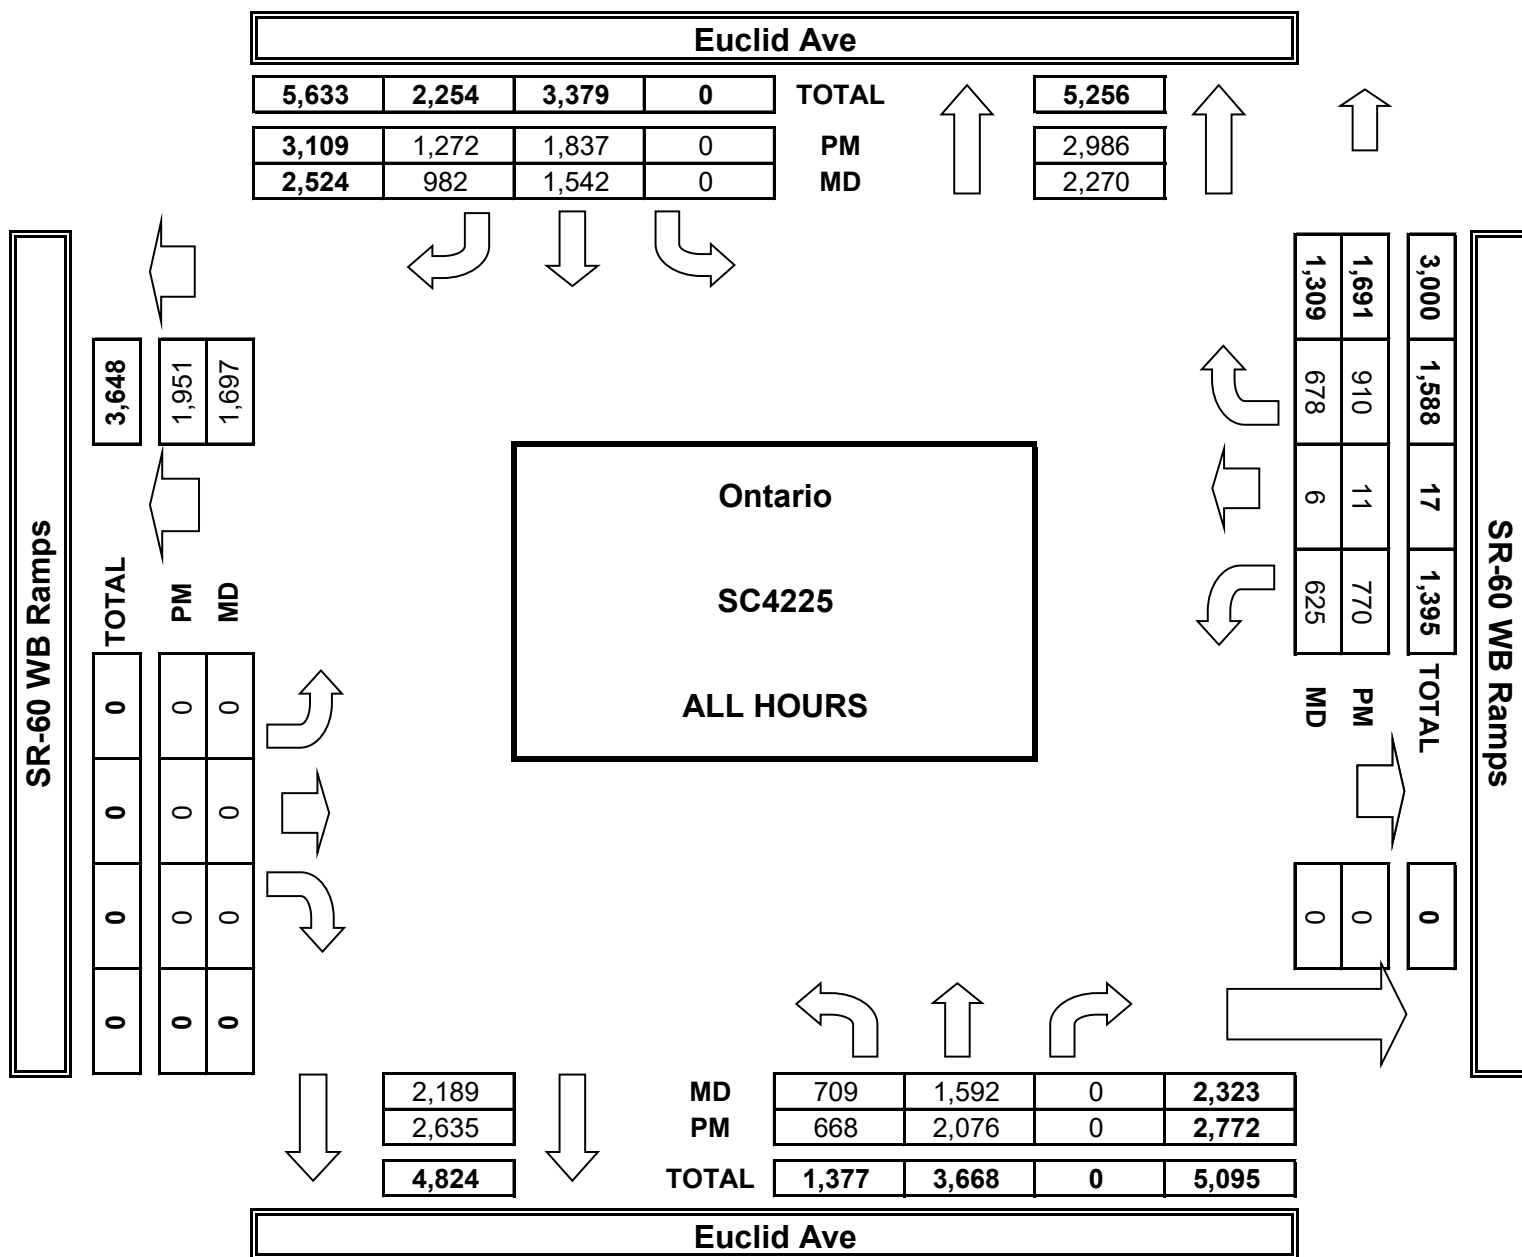 Euclid Ave
5,633 2,254 3,379 0 TOTAL 5,256
3,109 1,272 1,837 0 PM 2,986
2,524 982 1,542 0 MD 2,270
SR-60 WB Ramps
TOTAL 3,648
PM 1,951
MD 1,697
0 0 0
0 0 0
0 0 0
0 0 0
Ontario
SC4225
ALL HOURS
1,309 1,691 3,000
678 910 1,588
6 11 17
625 770 1,395
MD PM TOTAL
0 0 0
SR-60 WB Ramps
2,189 MD 709 1,592 0 2,323
2,635 PM 668 2,076 0 2,772
4,824 TOTAL 1,377 3,668 0 5,095
Euclid Ave